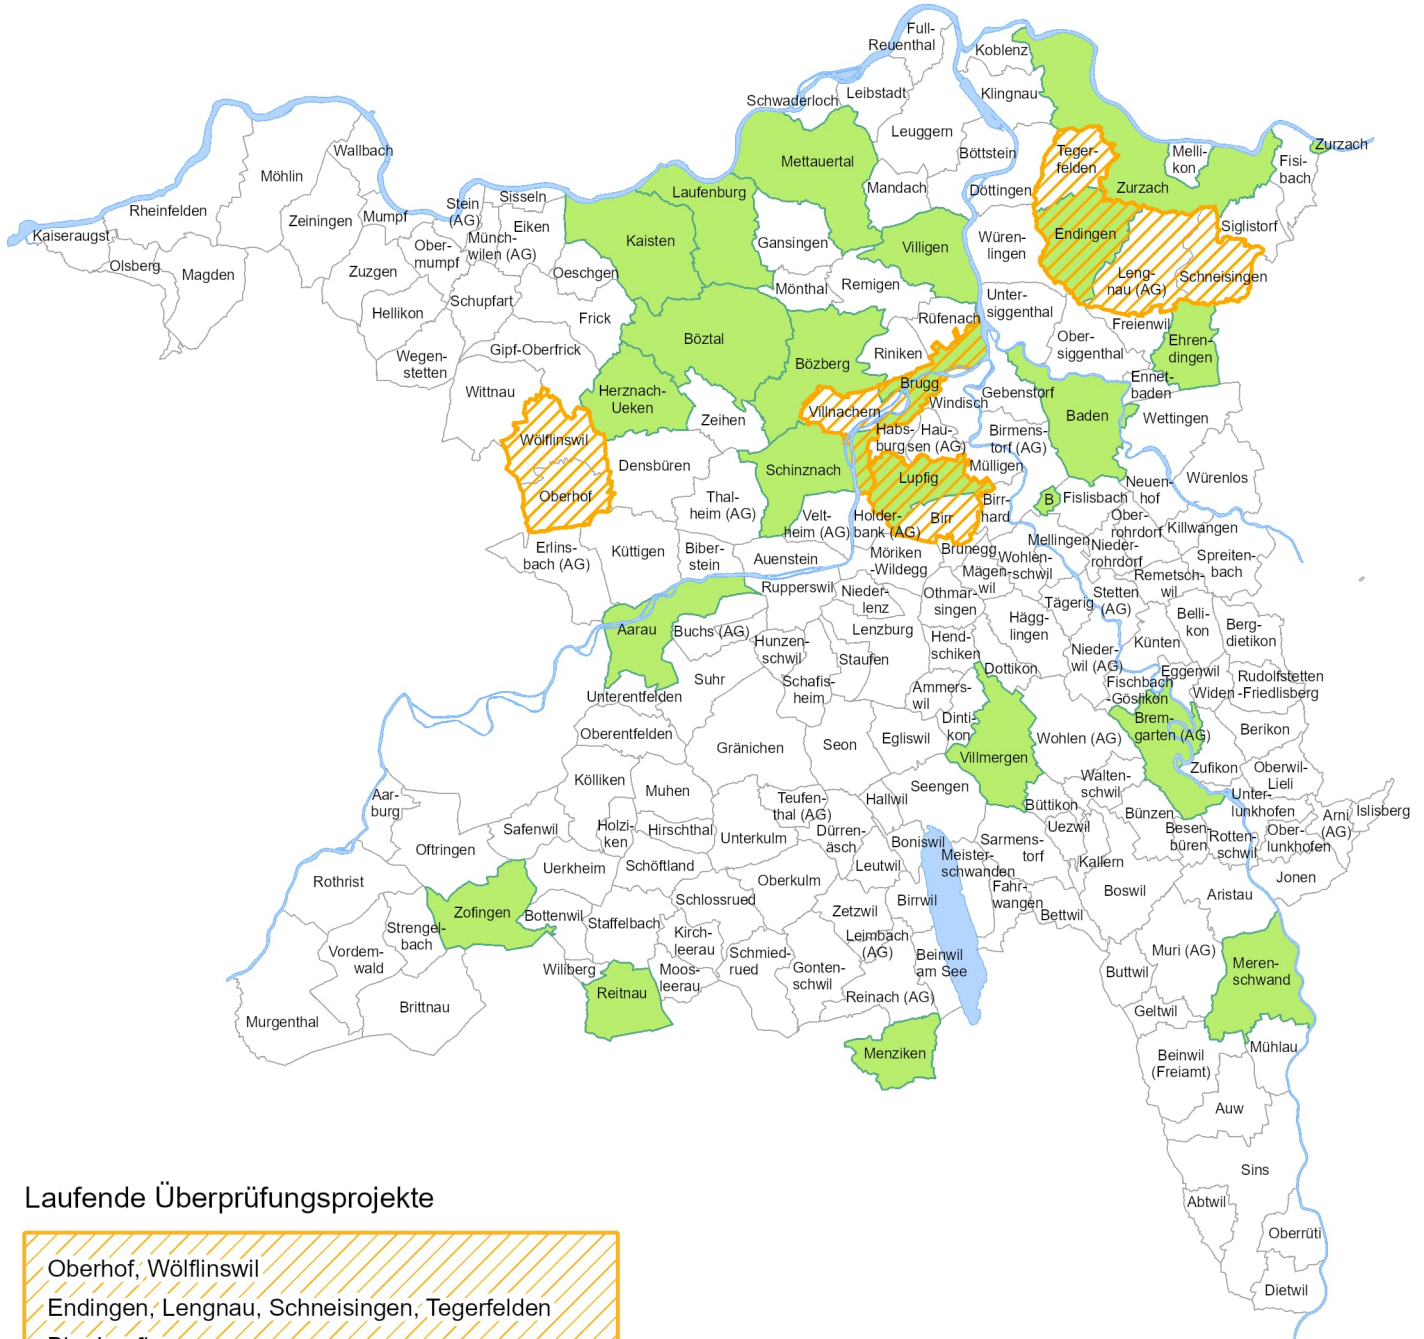 Full-
Reuenthal
Koblenz
Schwaderloch
Leibstadt
Klingnau
Leuggern
Zurzach
Wallbach
Böttstein
Teger-
felden
Melli-
kon
Fisi-
bach
Mettauertal
Möhlin
Mandach
Döttingen
Zurzach
Laufenburg
Sisseln
Stein
(AG)
Rheinfelden
Zeiningen
Mumpf
Eiken
Siglistorf
Kaiseraugst
Münch-
wilen (AG)
Kaisten
Gansingen
Villigen
Würen-
lingen
Endingen
Ober-
mumpf
Olsberg
Magden
Zuzgen
Oeschgen
Mönthal
Remigen
Leng-
nau (AG)
Schneisingen
Schupfart
Hellikon
Frick
Unter-
siggenthal
Rüfenach
Freienwil
Böztal
Ober-
siggenthal
Ehren-
dingen
Gipf-Oberfrick
Riniken
Bözberg
Wegen-
stetten
Wittnau
Herznach-
Ueken
Brugg
Ennet-
baden
Villnachern
Windisch
Gebenstorf
Baden
Wettingen
Zeihen
Habs-
burg
Hau-
sen (AG)
Birmens-
torf (AG)
Wölflinswil
Densbüren
Schinznach
Mülligen
Lupfig
Würenlos
Oberhof
Thal-
heim (AG)
Birr-
hard
B
Fislisbach
Neuen-
hof
Velt-
heim (AG)
Holder-
bank (AG)
Birr
Ober-
rohrdorf
Killwangen
Erlins-
bach (AG)
Küttigen
Biber-
stein
Auenstein
Möriken
-Wildegg
Brunegg
Mellingen
Nieder-
rohrdorf
Wohlen-
schwil
Spreiten-
bach
Mägen-
wil
Remetsch-
wil
Rupperswil
Nieder-
lenz
Othmar-
singen
Tägerig
Stetten
(AG)
Aarau
Buchs (AG)
Hunzen-
schwil
Lenzburg
Hend-
schiken
Hägg-
lingen
Belli-
kon
Berg-
dietikon
Künten
Staufen
Nieder-
wil (AG)
Dottikon
Suhr
Schafis-
heim
Eggenwil
Rudolfstetten
-Friedlisberg
Fischbach
-Göslikon
Widen
Unterentfelden
Ammers-
wil
Dinti-
kon
Brem-
garten (AG)
Oberentfelden
Gränichen
Seon
Egliswil
Wohlen (AG)
Berikon
Villmergen
Zufikon
Oberwil-
Lieli
Kölliken
Muhen
Seengen
Walten-
schwil
Aar-
burg
Teufen-
thal (AG)
Hallwil
Büttikon
Unter-
lunkhofen
Bünzen
Arni
(AG)
Islisberg
Safenwil
Holzi-
ken
Hirschthal
Unterkulm
Dürren-
äsch
Boniswil
Sarmens-
torf
Uezwil
Besen-
büren
Rotten-
schwil
Ober-
lunkhofen
Oftringen
Meister-
schwanden
Kallern
Uerkheim
Schöftland
Leutwil
Jonen
Rothrist
Oberkulm
Fahr-
wangen
Boswil
Aristau
Zofingen
Bottenwil
Schlossrued
Zetzwil
Birrwil
Bettwil
Strengel-
bach
Staffelbach
Kirch-
leerau
Leimbach
(AG)
Vordem-
wald
Schmied-
rued
Beinwil
am See
Muri (AG)
Wiliberg
Moos-
leerau
Gonten-
schwil
Buttwil
Meren-
schwand
Reitnau
Reinach (AG)
Brittnau
Geltwil
Murgenthal
Menziken
Mühlau
Beinwil
(Freiamt)
Auw
Sins
Laufende Überprüfungsprojekte
Abtwil
Oberrüti
Oberhof, Wölflinswil
Dietwil
Endingen, Lengnau, Schneisingen, Tegerfelden